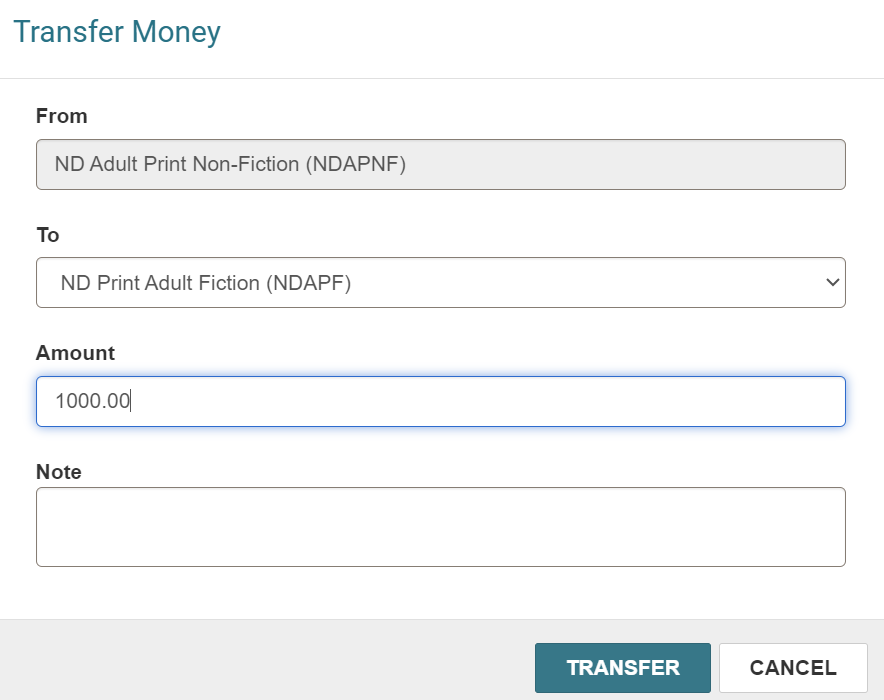 Transfer Money
From
ND Adult Print Non-Fiction (NDAPNF)
To
ND Print Adult Fiction (NDAPF)
Amount
1000.00
Note
TRANSFER CANCEL